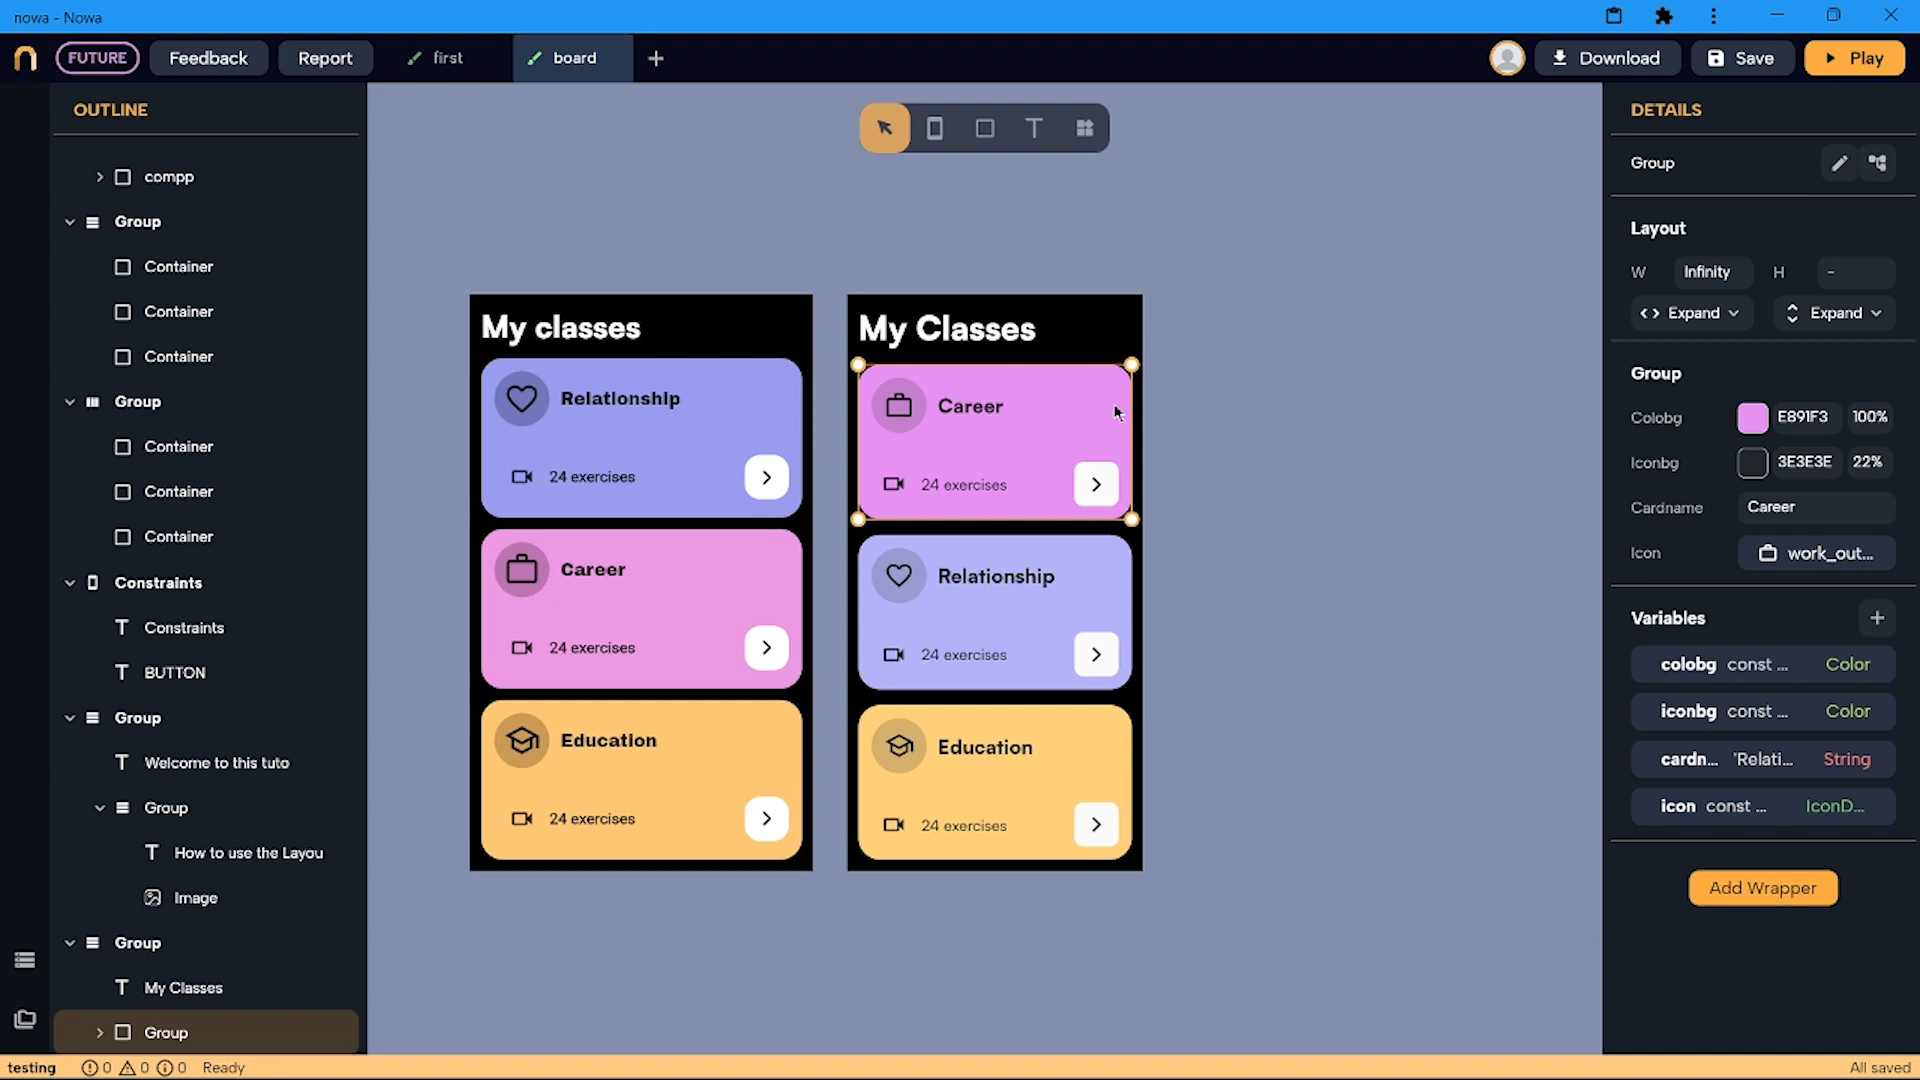 nowa - Nowa
FUTURE
Feedback
Report
first
board
Download
Save
Play
OUTLINE
compp
Group
Container
Container
Container
Group
Container
Container
Container
Constraints
Constraints
BUTTON
Group
Welcome to this tuto
Group
How to use the Layou
Image
Group
My Classes
Group
My classes
Relationship
24 exercises
Career
24 exercises
Education
24 exercises
My Classes
Career
24 exercises
Relationship
24 exercises
Education
24 exercises
DETAILS
Group
Layout
W Infinity H -
Expand Expand
Group
Colobg E891F3 100%
Iconbg 3E3E3E 22%
Cardname Career
Icon work_out...
Variables
colobg const ... Color
iconbg const ... Color
cardn... 'Relati... String
icon const ... IconD...
Add Wrapper
testing 0 0 0 Ready
All saved